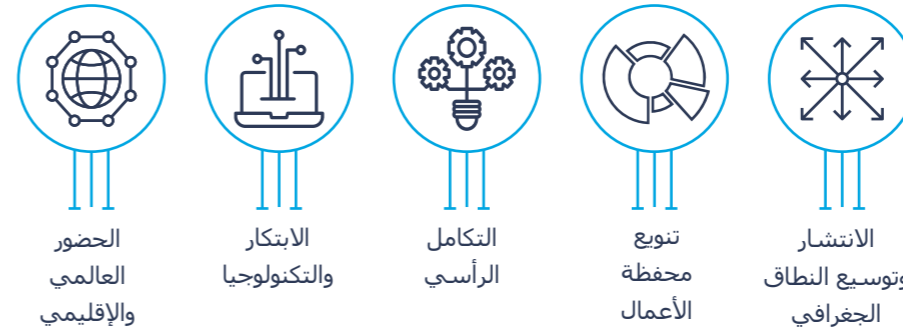 الانتشار
وتوسيع النطاق
الجغرافي
تنويع
محفظة
الأعمال
التكامل
الرأسي
الابتكار
والتكنولوجيا
الحضور
العالمي
والإقليمي